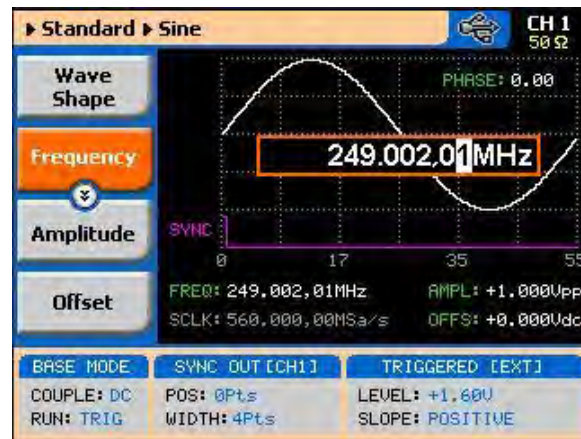 Standard Sine
CH 1
50 Ω
Wave
Shape
Frequency
Amplitude
Offset
PHASE: 0.00
249.002,01MHz
SYNC
0 17 35 55
FREQ: 249.002,01MHz AMPL: +1.000Vpp
SCLK: 560.000,00MSa/s OFFS: +0.000Vdc
BASE MODE SYNC OUT [CH1] TRIGGERED [EXT]
COUPLE: DC POS: 0Pts LEVEL: +1.60V
RUN: TRIG WIDTH: 4Pts SLOPE: POSITIVE